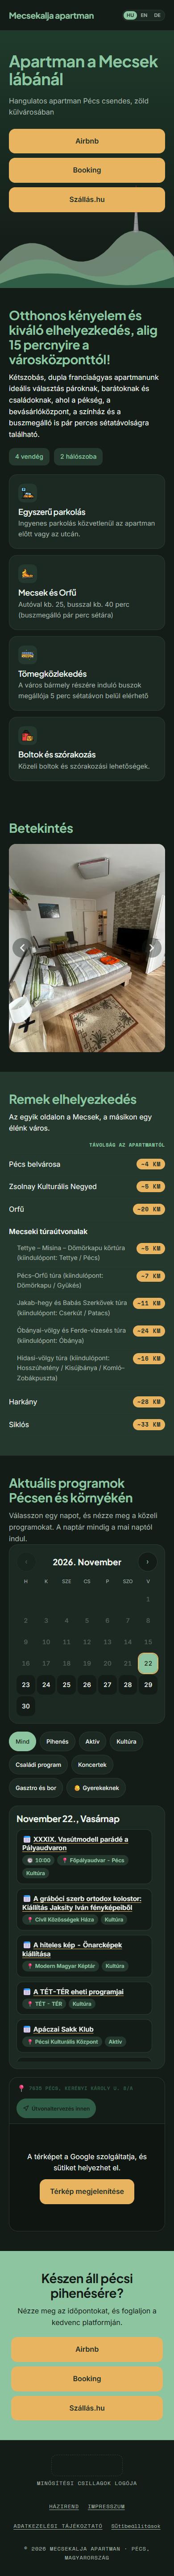 Mecsekalja apartman
HU EN DE
Apartman a Mecsek
lábánál
Hangulatos apartman Pécs csendes, zöld
külvárosában
Airbnb
Booking
Szállás.hu
Otthonos kényelem és
kiváló elhelyezkedés, alig
15 percnyire a
városközponttól!
Kétszobás, dupla franciaágyas apartmanunk
ideális választás pároknak, barátoknak és
családoknak, ahol a pékség, a
bevásárlóközpont, a színház és a
buszmegálló is pár perces sétatávolságra
található.
4 vendég
2 hálószoba
Egyszerű parkolás
Ingyenes parkolás közvetlenül az apartman
előtt vagy az utcán.
Mecsek és Orfű
Autóval kb. 25, busszal kb. 40 perc
(buszmegálló pár perc sétára)
Tömegközlekedés
A város bármely részére induló buszok
megállója 5 perc sétatávon belül elérhető
Boltok és szórakozás
Közeli boltok és szórakozási lehetőségek.
Betekintés
Remek elhelyezkedés
Az egyik oldalon a Mecsek, a másikon egy
élénk város.
TÁVOLSÁG AZ APARTMANTÓL
Pécs belvárosa ~4 KM
Zsolnay Kulturális Negyed ~5 KM
Orfű ~20 KM
Mecseki túraútvonalak
Tettye – Misina – Dömörkapu körtúra ~5 KM
(kiindulópont: Tettye / Pécs)
Pécs–Orfű túra (kiindulópont: ~7 KM
Dömörkapu / Gyükés)
Jakab-hegy és Babás Szerkövek túra ~11 KM
(kiindulópont: Cserkút / Patacs)
Óbányai-völgy és Ferde-vízesés túra ~24 KM
(kiindulópont: Óbánya)
Hidasi-völgy túra (kiindulópont: ~16 KM
Hosszúhetény / Kisújbánya / Komló–
Zobákpuszta)
Harkány ~28 KM
Siklós ~33 KM
Aktuális programok
Pécsen és környékén
Válasszon egy napot, és nézze meg a közeli
programokat. A naptár mindig a mai naptól
indul.
2026. November
H K SZE CS P SZO V
1
2 3 4 5 6 7 8
9 10 11 12 13 14 15
16 17 18 19 20 21 22
23 24 25 26 27 28 29
30
Mind Pihenés Aktív Kultúra
Családi program Koncertek
Gasztro és bor Gyerekeknek
November 22., Vasárnap
XXXIX. Vasútmodell parádé a
Pályaudvaron
10:00 Főpályaudvar - Pécs
Kultúra
A grábóci szerb ortodox kolostor:
Kiállítás Jaksity Iván fényképeiből
Civil Közösségek Háza Kultúra
A hiteles kép - Őnarcképek
kiállítása
Modern Magyar Képtár Kultúra
A TÉT-TÉR eheti programjai
TÉT - TÉR Kultúra
Apáczai Sakk Klub
Pécsi Kulturális Központ Aktív
Útvonaltervezés innen
A térképet a Google szolgáltatja, és
sütiket helyezhet el.
Térkép megjelenítése
Készen áll pécsi
pihenésére?
Nézze meg az időpontokat, és foglaljon a
kedvenc platformján.
Airbnb
Booking
Szállás.hu
MINŐSÍTÉSI CSILLAGOK LOGÓJA
HÁZIREND IMPRESSZUM
ADATKEZELÉSI TÁJÉKOZTATÓ Sütibeállítások
© 2026 MECSEKALJA APARTMAN - PÉCS,
MAGYARORSZÁG